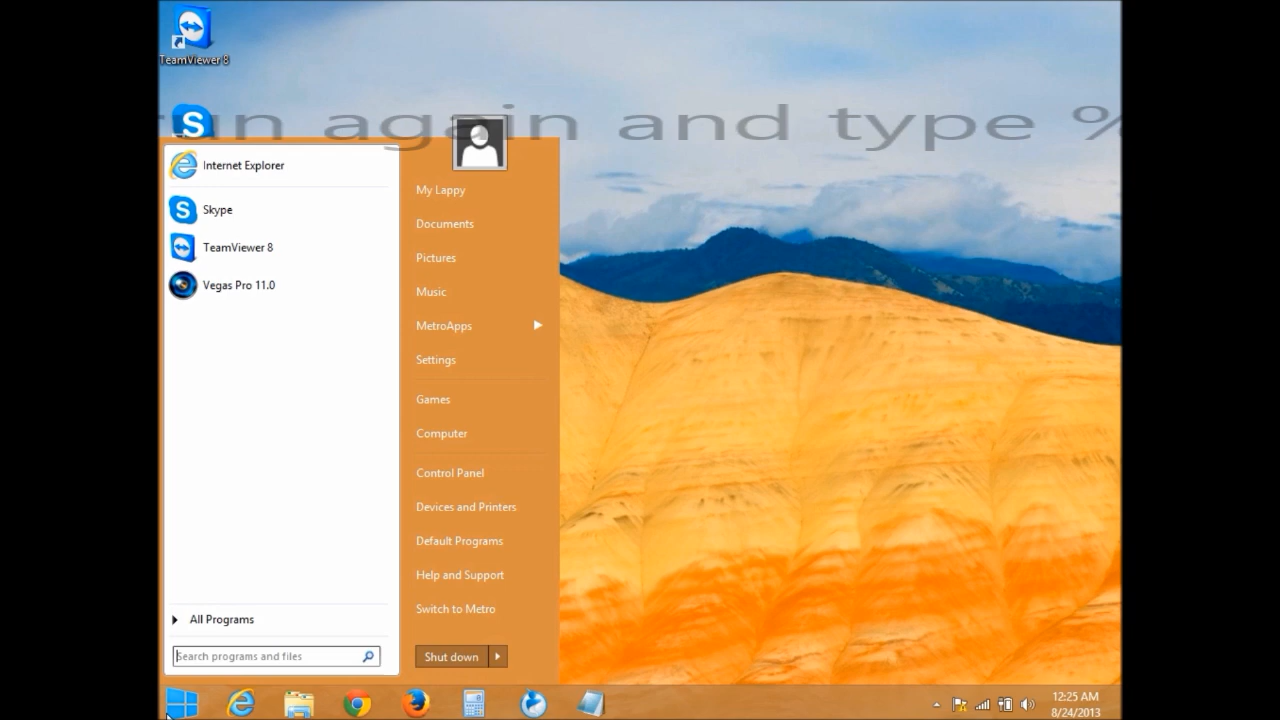 TeamViewer 8
run again and type %
Internet Explorer
Skype
TeamViewer 8
Vegas Pro 11.0
All Programs
Search programs and files
My Lappy
Documents
Pictures
Music
MetroApps
Settings
Games
Computer
Control Panel
Devices and Printers
Default Programs
Help and Support
Switch to Metro
Shut down
12:25 AM
8/24/2013